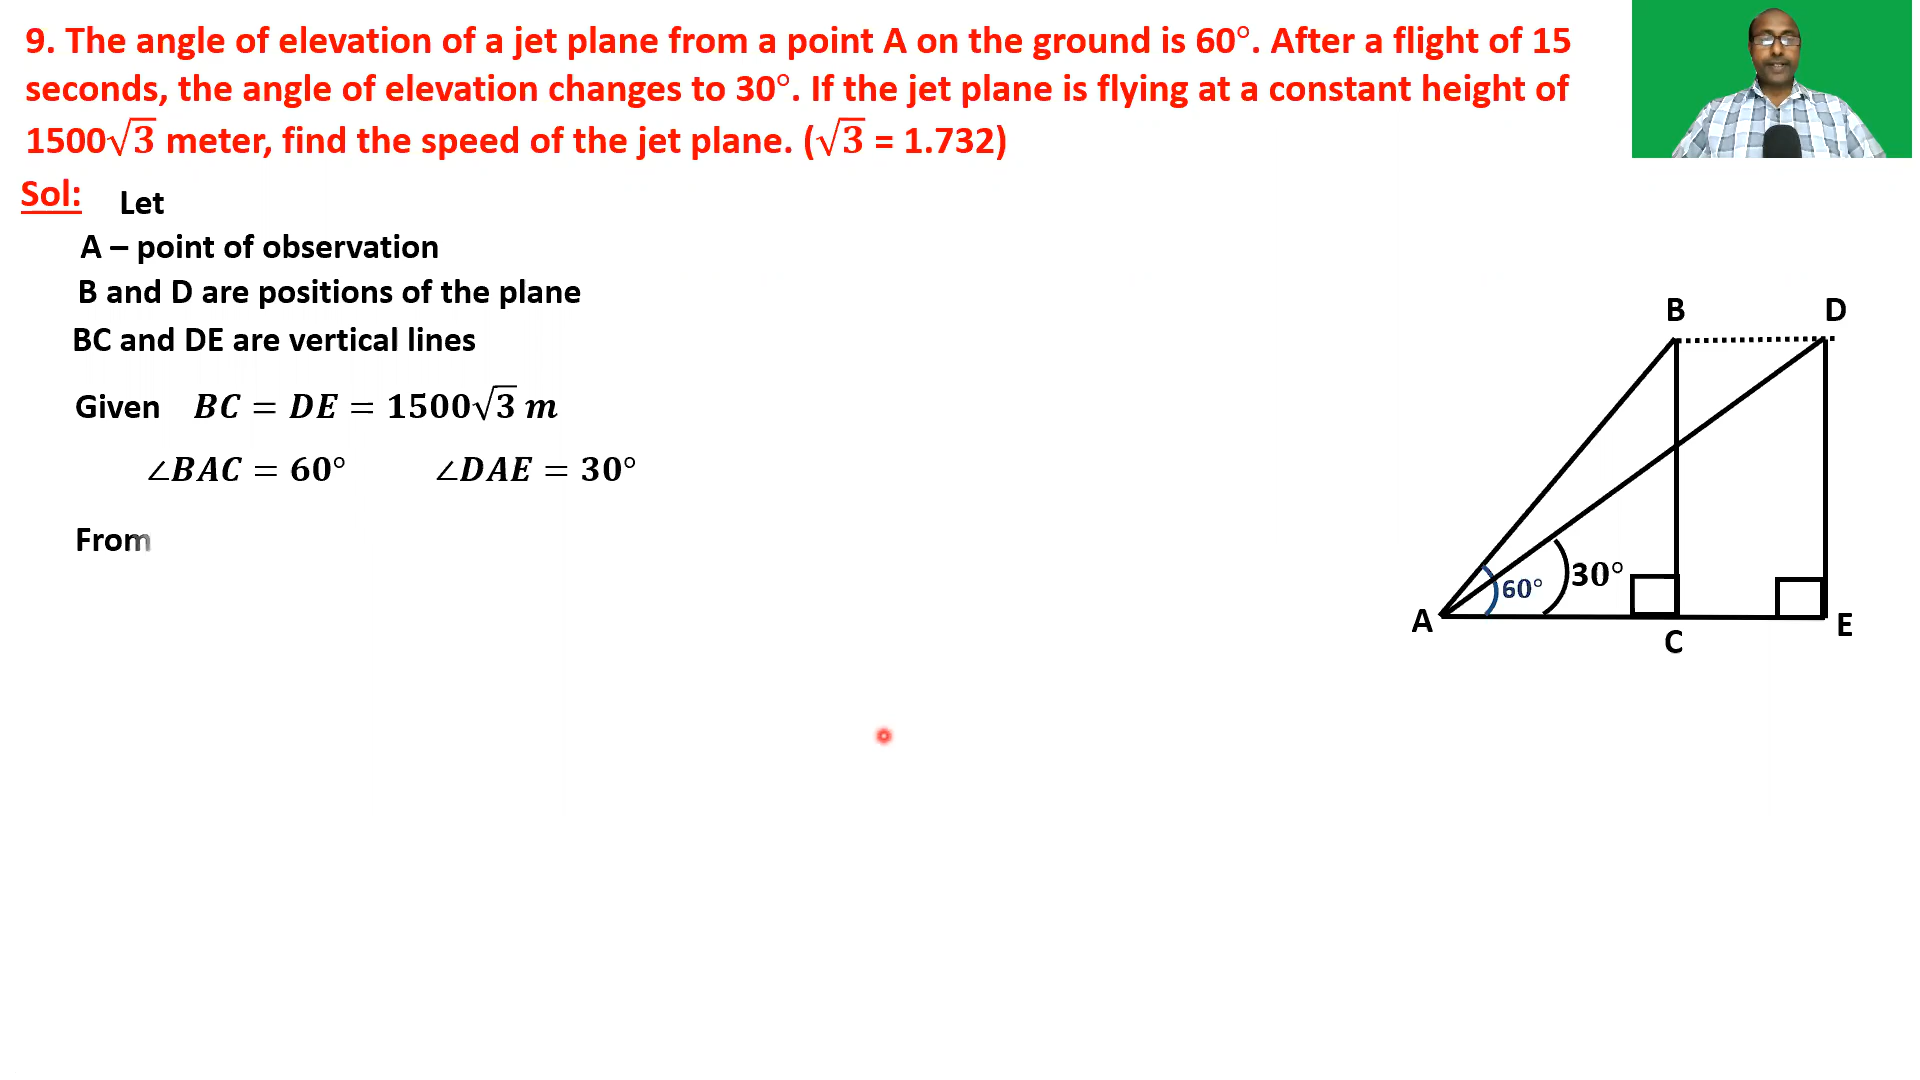 9. The angle of elevation of a jet plane from a point A on the ground is 60°. After a flight of 15
seconds, the angle of elevation changes to 30°. If the jet plane is flying at a constant height of
1500√3 meter, find the speed of the jet plane. (√3 = 1.732)
Sol: Let
A – point of observation
B and D are positions of the plane
BC and DE are vertical lines
Given BC = DE = 1500√3 m
∠BAC = 60° ∠DAE = 30°
From
B D
60° 30°
A C E